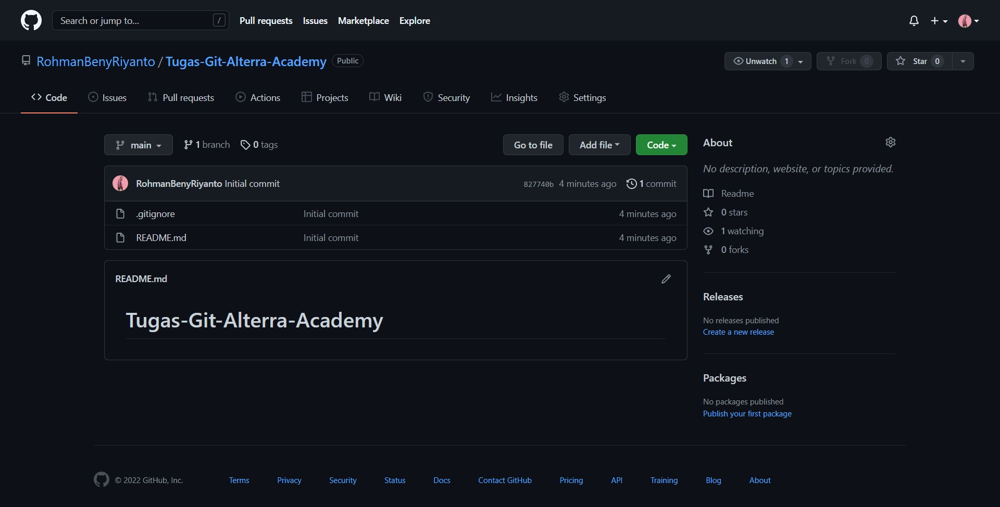 Search or jump to... / Pull requests Issues Marketplace Explore
RohmanBenyRiyanto / Tugas-Git-Alterra-Academy Public Unwatch 1 Fork 0 Star 0
Code Issues Pull requests Actions Projects Wiki Security Insights Settings
main 1 branch 0 tags Go to file Add file Code
RohmanBenyRiyanto Initial commit 827740b 4 minutes ago 1 commit
.gitignore Initial commit 4 minutes ago
README.md Initial commit 4 minutes ago
README.md
Tugas-Git-Alterra-Academy
About
No description, website, or topics provided.
Readme
0 stars
1 watching
0 forks
Releases
No releases published
Create a new release
Packages
No packages published
Publish your first package
© 2022 GitHub, Inc. Terms Privacy Security Status Docs Contact GitHub Pricing API Training Blog About